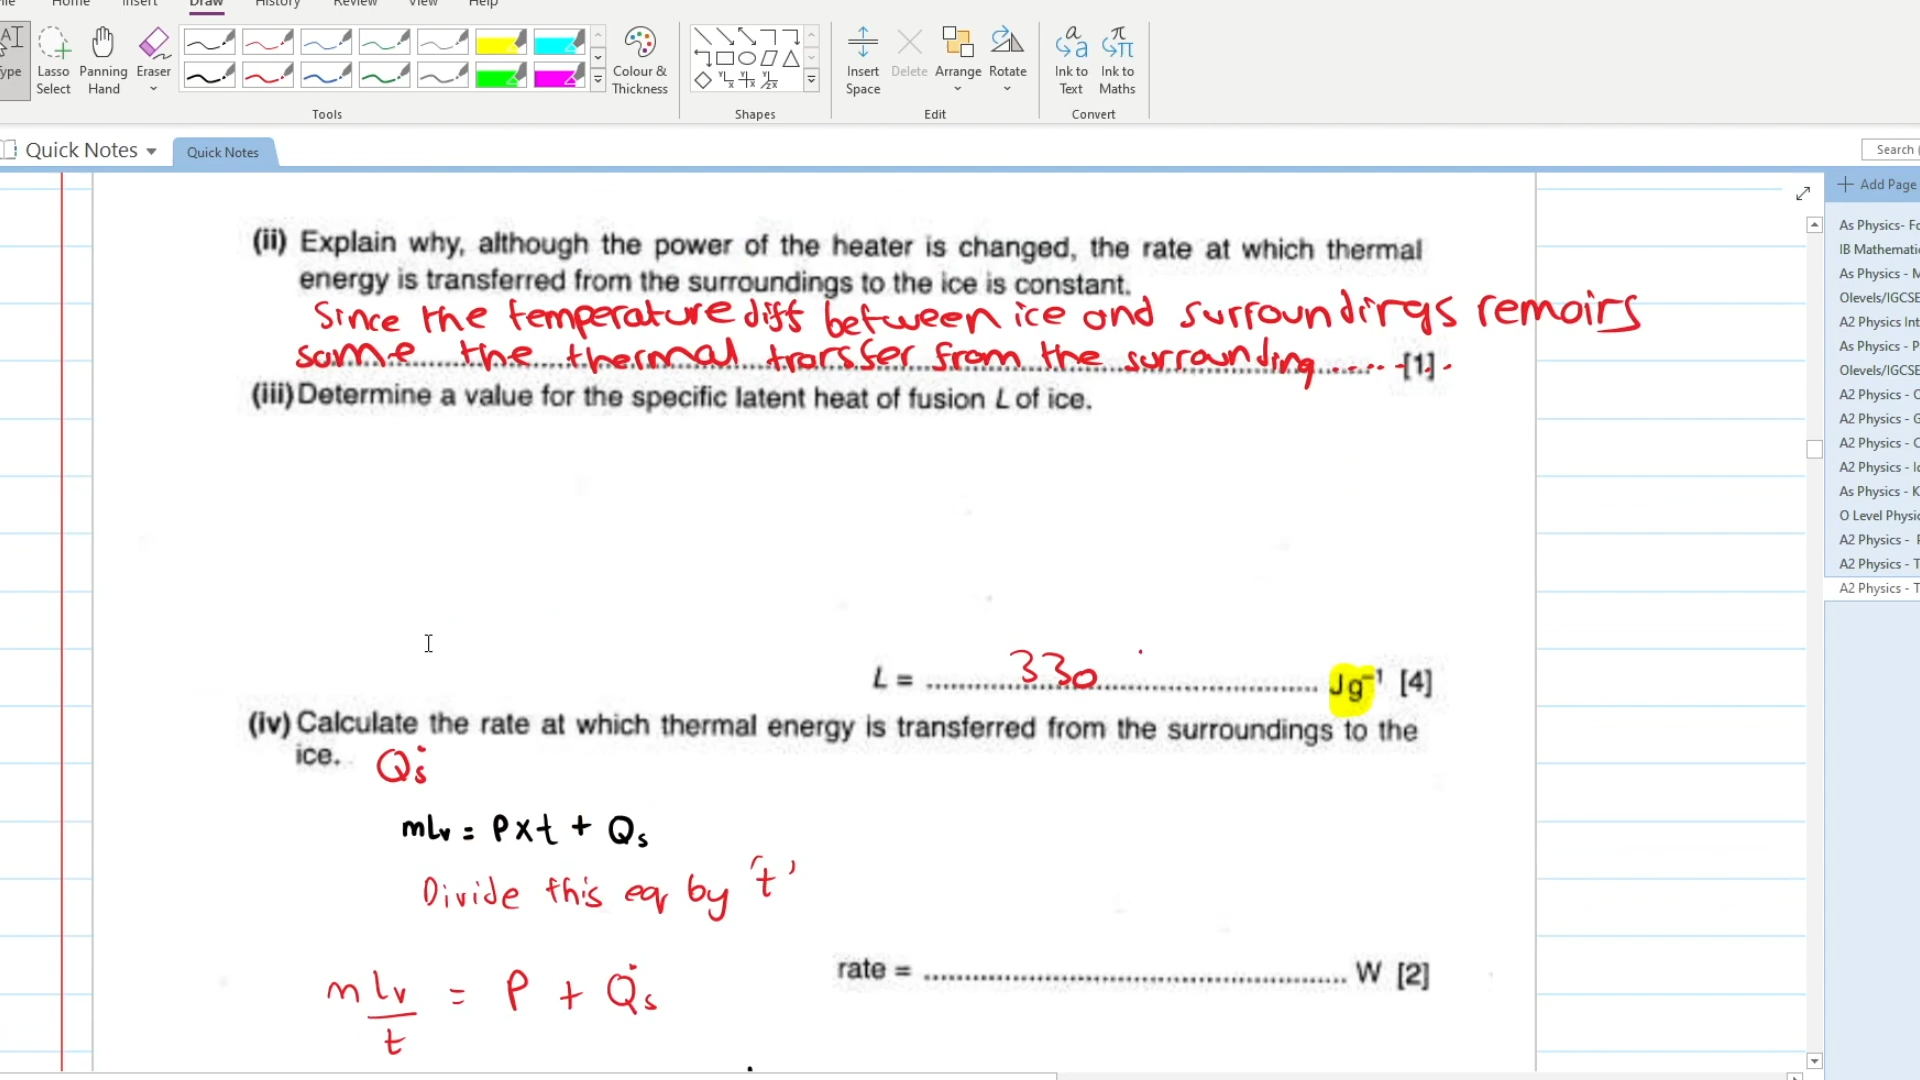 Home Insert Draw History Review View Help
Type
Lasso Select
Panning Hand
Eraser
Colour & Thickness
Insert Space
Delete
Arrange
Rotate
Ink to Text
Ink to Maths
Tools
Shapes
Edit
Convert
Quick Notes
Quick Notes
Search
Add Page
As Physics- Fo
IB Mathemati
As Physics - M
Olevels/IGCSE
A2 Physics Int
As Physics - P
Olevels/IGCSE
A2 Physics - C
A2 Physics - G
A2 Physics - C
A2 Physics - Id
As Physics - K
O Level Physic
A2 Physics - P
A2 Physics - T
A2 Physics - T
(ii) Explain why, although the power of the heater is changed, the rate at which thermal
energy is transferred from the surroundings to the ice is constant.
Since the temperature diff between ice and surroundings remains
same the thermal transfer from the surrounding [1]
(iii) Determine a value for the specific latent heat of fusion L of ice.
L = 330 Jg⁻¹ [4]
(iv) Calculate the rate at which thermal energy is transferred from the surroundings to the
ice. Q̇s
mLv = P x t + Qs
Divide this eq by 't'
rate = W [2]
mLv/t = P + Q̇s